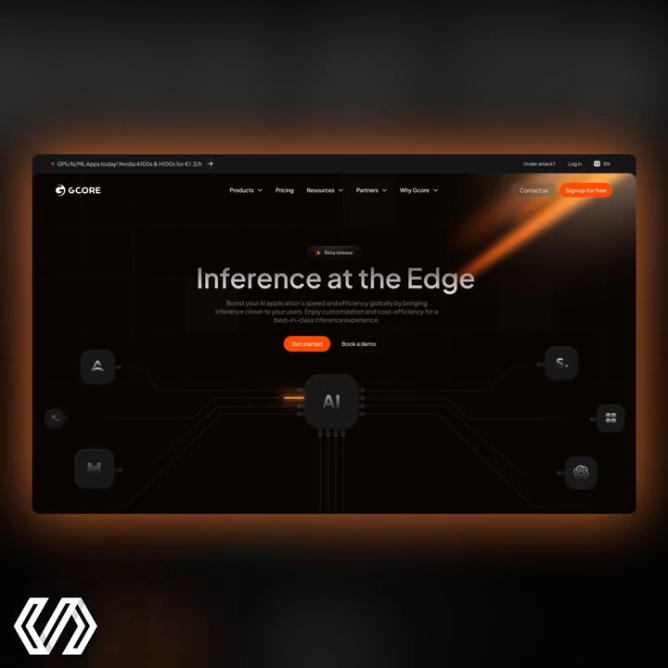 GPU AI/ML Apps today! Nvidia A100s & H100s for €1.3/h
Under attack? Log in EN
GCORE Products Pricing Resources Partners Why Gcore Contact us Sign up for free
Beta release
Inference at the Edge
Boost your AI application's speed and efficiency globally by bringing
inference closer to your users. Enjoy customization and cost-efficiency for a
best-in-class inference experience.
Get started Book a demo
A S.
AI
M